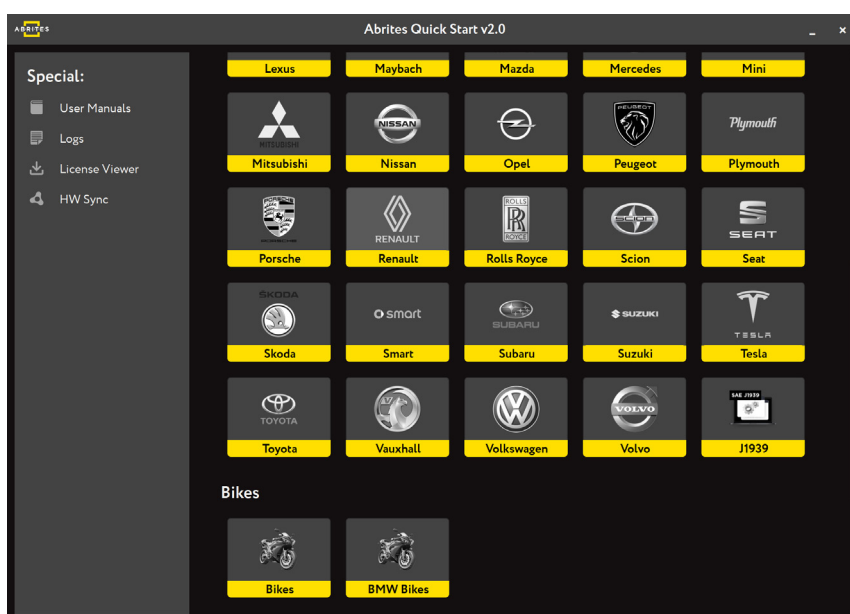 ABRITES
Abrites Quick Start v2.0
Special:
User Manuals
Logs
License Viewer
HW Sync
Lexus
Maybach
Mazda
Mercedes
Mini
MITSUBISHI
NISSAN
PEUGEOT
Plymouth
Mitsubishi
Nissan
Opel
Peugeot
Plymouth
PORSCHE
RENAULT
ROLLS
RR
ROYCE
SCION
SEAT
Porsche
Renault
Rolls Royce
Scion
Seat
ŠKODA
smart
SUBARU
SUZUKI
TESLA
Skoda
Smart
Subaru
Suzuki
Tesla
TOYOTA
VOLVO
SAE J1939
Toyota
Vauxhall
Volkswagen
Volvo
J1939
Bikes
Bikes
BMW Bikes